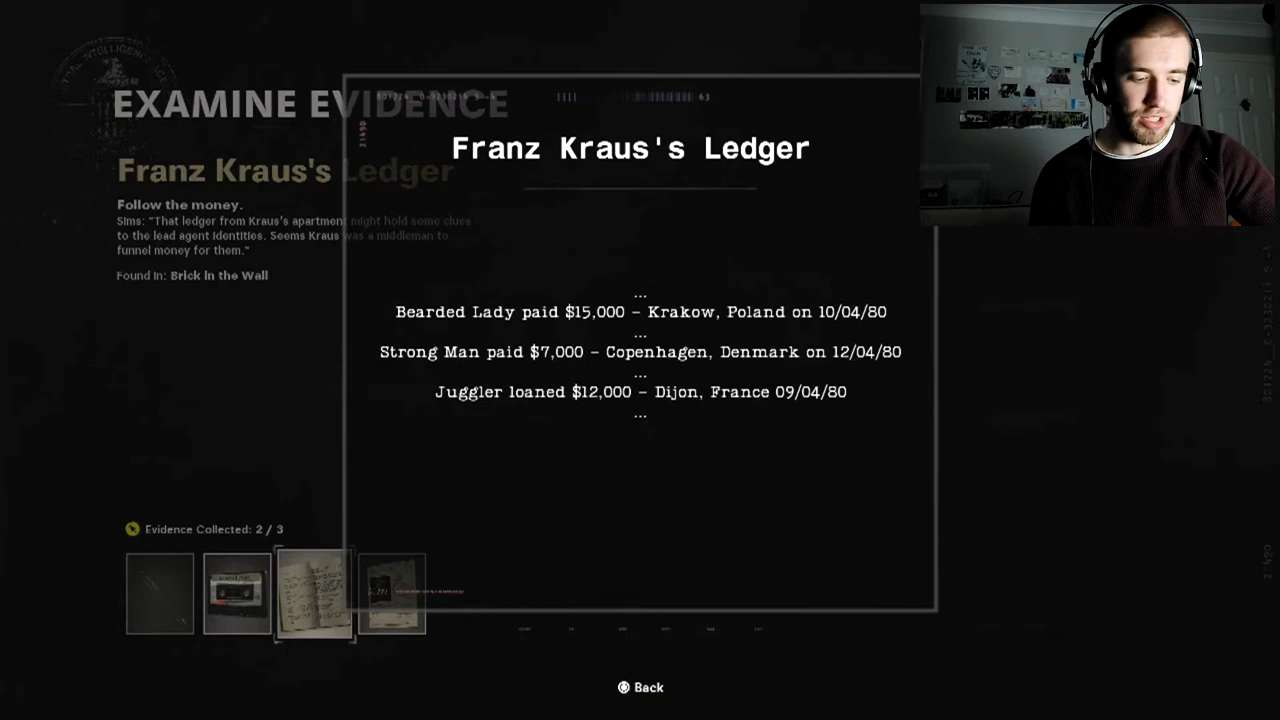 EXAMINE EVIDENCE
63
Franz Kraus's Ledger
Franz Kraus's Ledger
Follow the money.
Sims: "That ledger from Kraus's apartment might hold some clues
to the lead agent identities. Seems Kraus was a middleman to
funnel money for them."
Found in: Brick in the Wall
...
Bearded Lady paid $15,000 – Krakow, Poland on 10/04/80
...
Strong Man paid $7,000 – Copenhagen, Denmark on 12/04/80
...
Juggler loaned $12,000 – Dijon, France 09/04/80
...
Evidence Collected: 2 / 3
Back